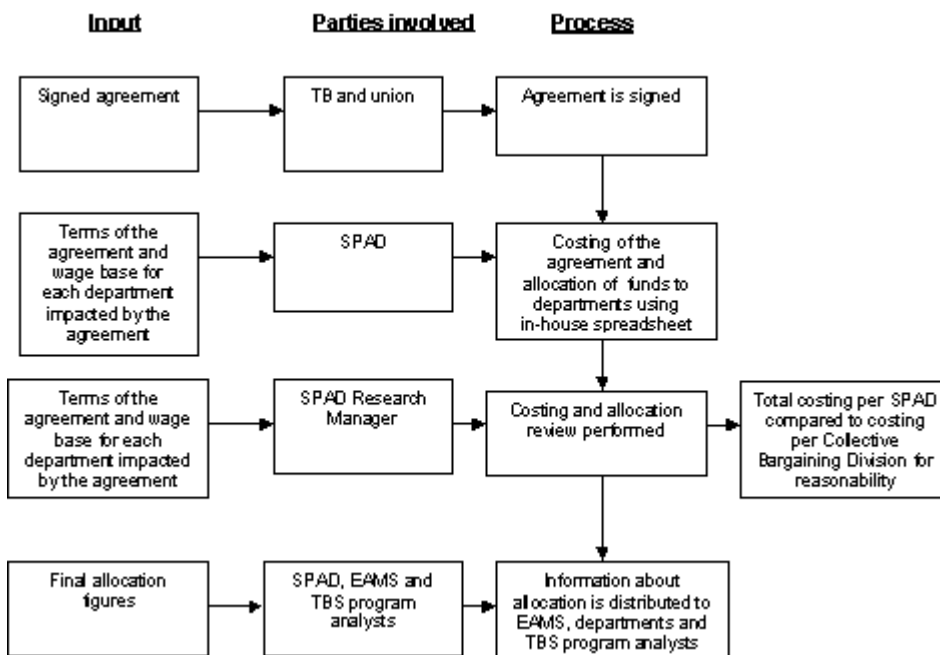 Input
Parties involved
Process
Signed agreement
TB and union
Agreement is signed
Terms of the
agreement and
wage base for
each department
impacted by the
agreement
SPAD
Costing of the
agreement and
allocation of funds to
departments using
in-house spreadsheet
Terms of the
agreement and wage
base for each
department impacted
by the agreement
SPAD Research
Manager
Costing and allocation
review performed
Total costing per SPAD
compared to costing
per Collective
Bargaining Division for
reasonability
Final allocation
figures
SPAD, EAMS and
TBS program
analysts
Information about
allocation is distributed to
EAMS, departments and
TBS program analysts